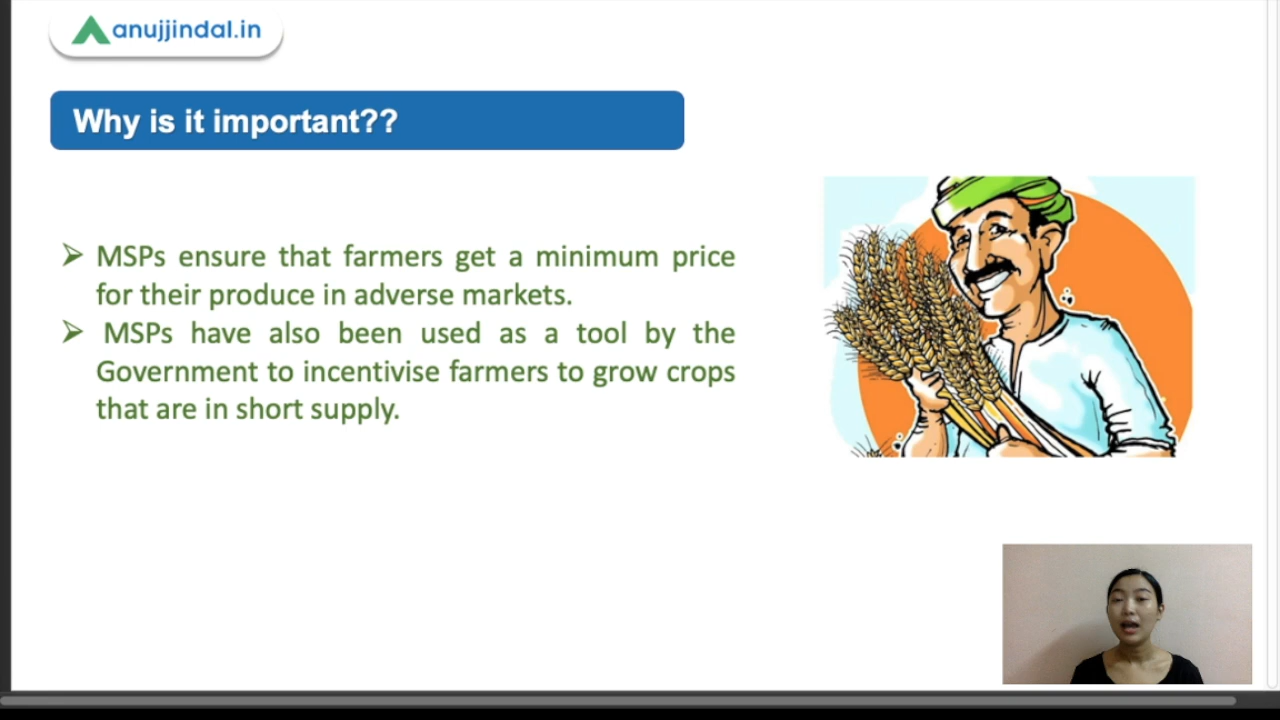 anujjindal.in
Why is it important??
➢ MSPs ensure that farmers get a minimum price
for their produce in adverse markets.
➢ MSPs have also been used as a tool by the
Government to incentivise farmers to grow crops
that are in short supply.